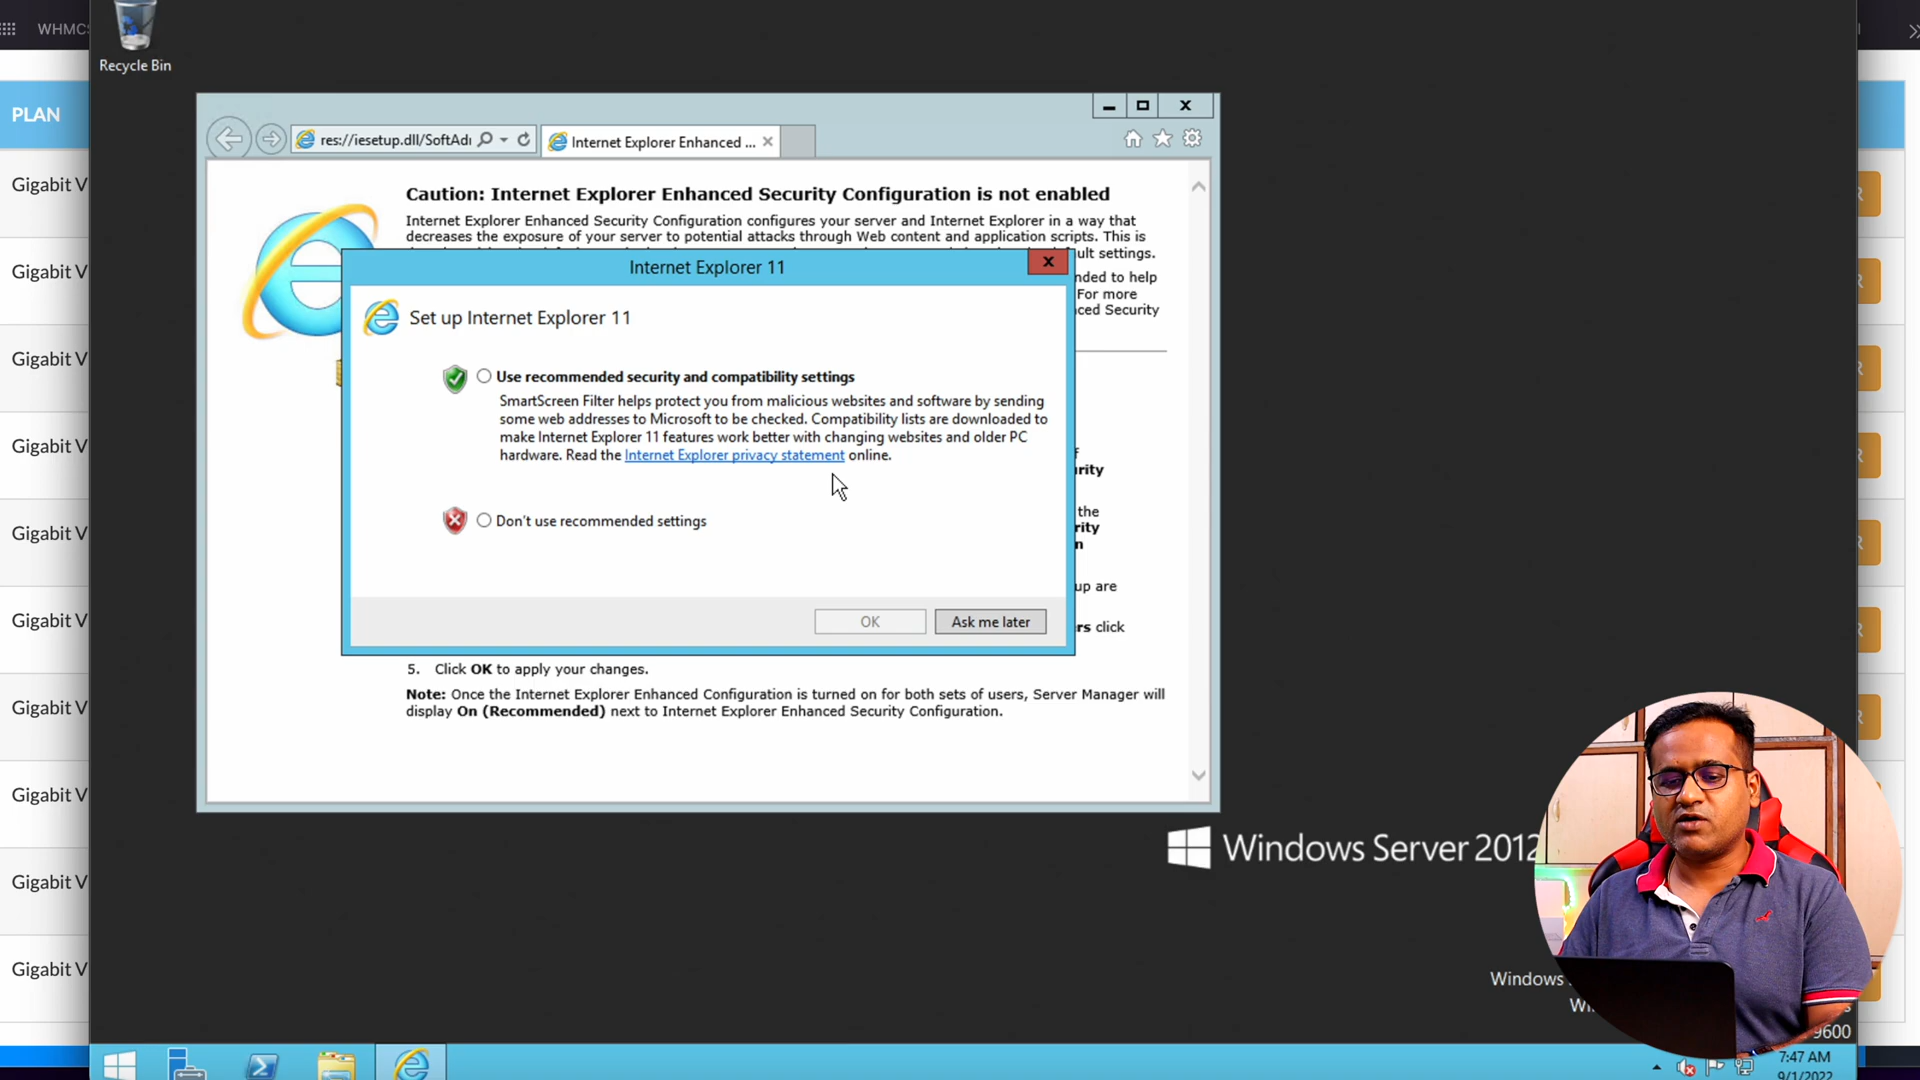 WHMCS
Recycle Bin
PLAN
res://iesetup.dll/SoftAdı
Internet Explorer Enhanced ...
Caution: Internet Explorer Enhanced Security Configuration is not enabled
Internet Explorer Enhanced Security Configuration configures your server and Internet Explorer in a way that
decreases the exposure of your server to potential attacks through Web content and application scripts. This is
ult settings.
nded to help
For more
ced Security
Internet Explorer 11
Set up Internet Explorer 11
Use recommended security and compatibility settings
SmartScreen Filter helps protect you from malicious websites and software by sending
some web addresses to Microsoft to be checked. Compatibility lists are downloaded to
make Internet Explorer 11 features work better with changing websites and older PC
hardware. Read the Internet Explorer privacy statement online.
Don't use recommended settings
OK
Ask me later
rity
the
rity
n
up are
rs click
5. Click OK to apply your changes.
Note: Once the Internet Explorer Enhanced Configuration is turned on for both sets of users, Server Manager will
display On (Recommended) next to Internet Explorer Enhanced Security Configuration.
Gigabit V
Gigabit V
Gigabit V
Gigabit V
Gigabit V
Gigabit V
Gigabit V
Gigabit V
Gigabit V
Gigabit V
Windows Server 2012
Windows
Wi
9600
7:47 AM
9/1/2022